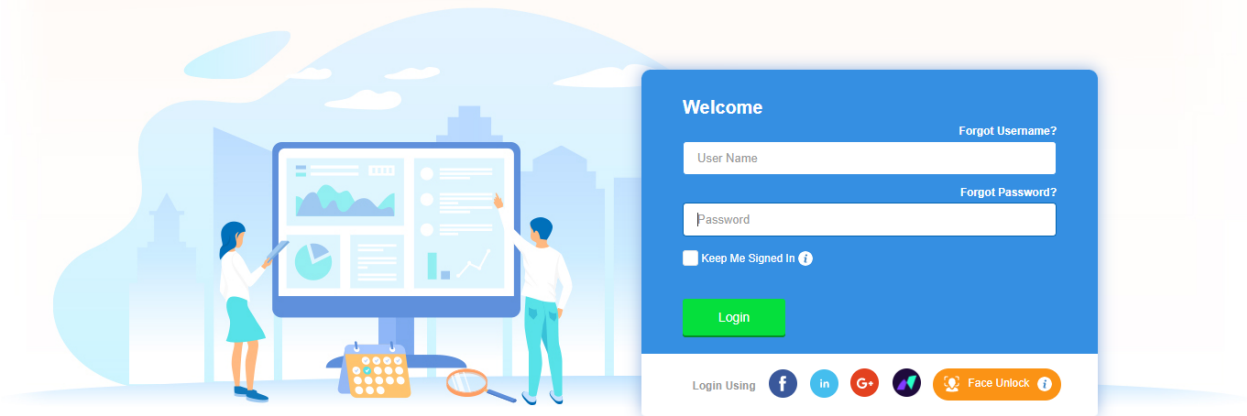 Welcome
Forgot Username?
User Name
Forgot Password?
Password
Keep Me Signed In i
Login
Login Using f in G+ Face Unlock i